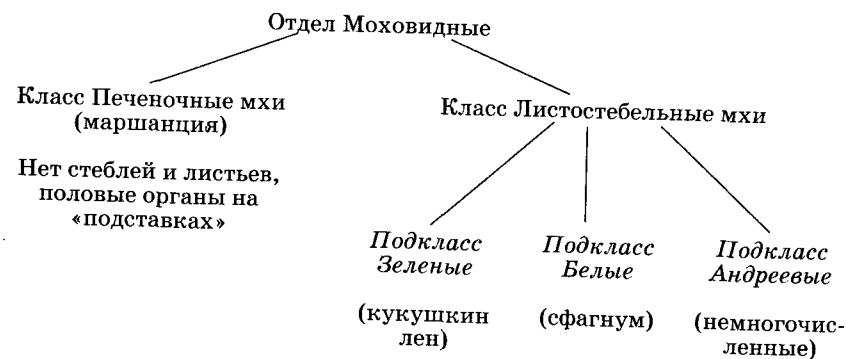 Отдел Моховидные
Класс Печеночные мхи
(маршанция)
Нет стеблей и листьев,
половые органы на
«подставках»
Класс Листостебельные мхи
Подкласс
Зеленые
(кукушкин
лен)
Подкласс
Белые
(сфагнум)
Подкласс
Андреевые
(немногочис-
ленные)